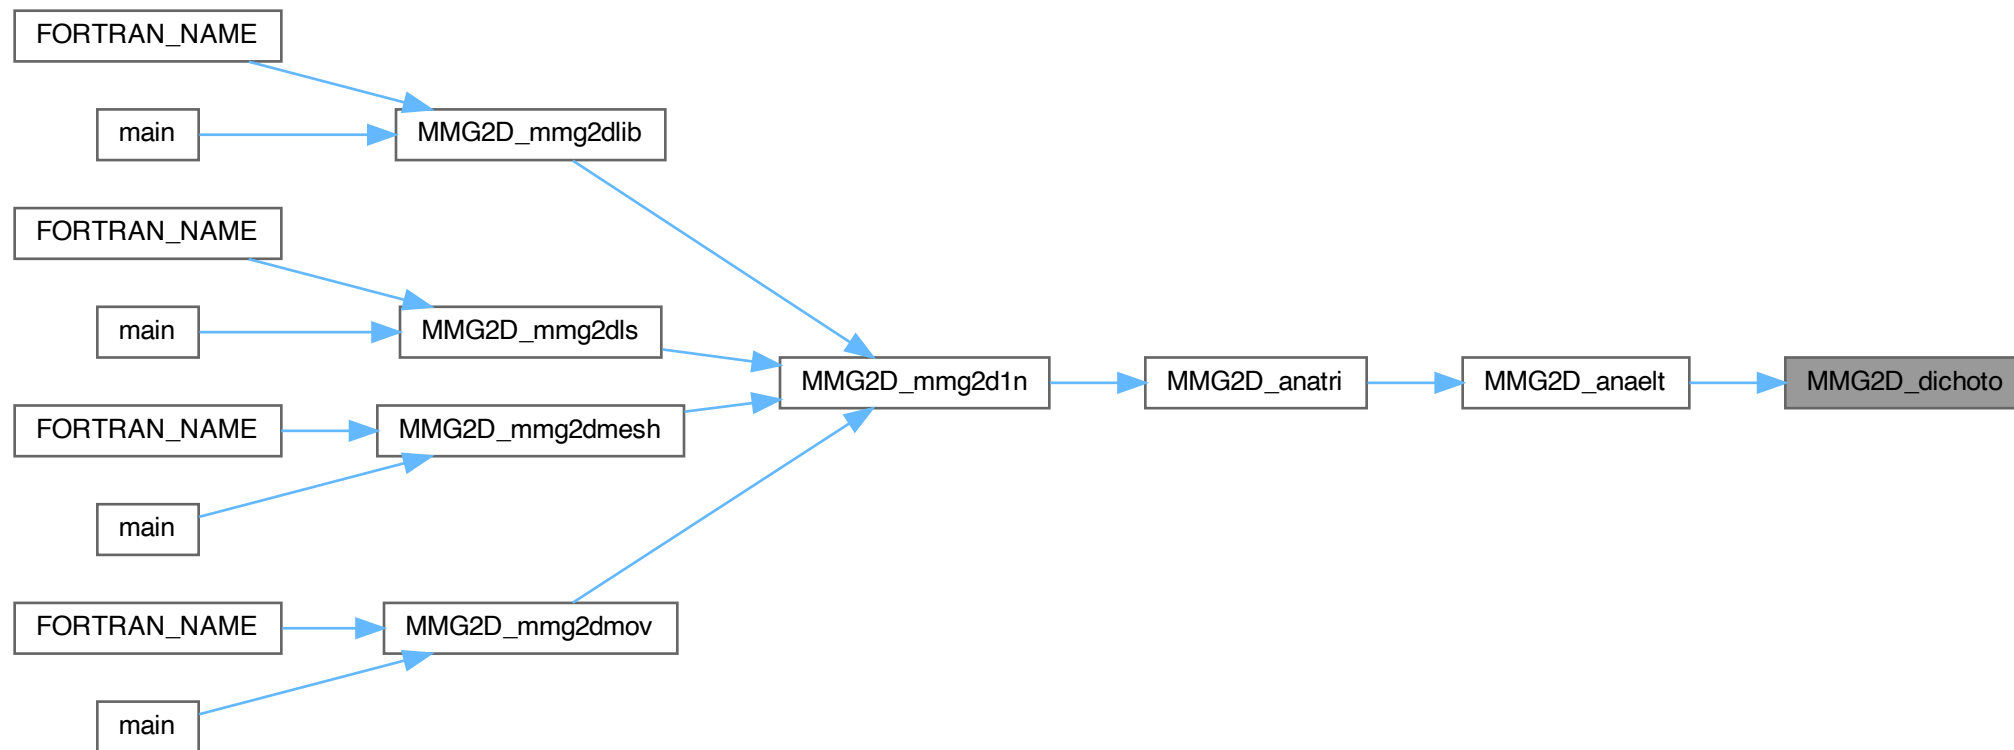 FORTRAN_NAME
main
MMG2D_mmg2dlib
FORTRAN_NAME
main
MMG2D_mmg2dls
MMG2D_mmg2d1n
MMG2D_anatri
MMG2D_anaelt
MMG2D_dichoto
FORTRAN_NAME
MMG2D_mmg2dmesh
main
FORTRAN_NAME
MMG2D_mmg2dmov
main